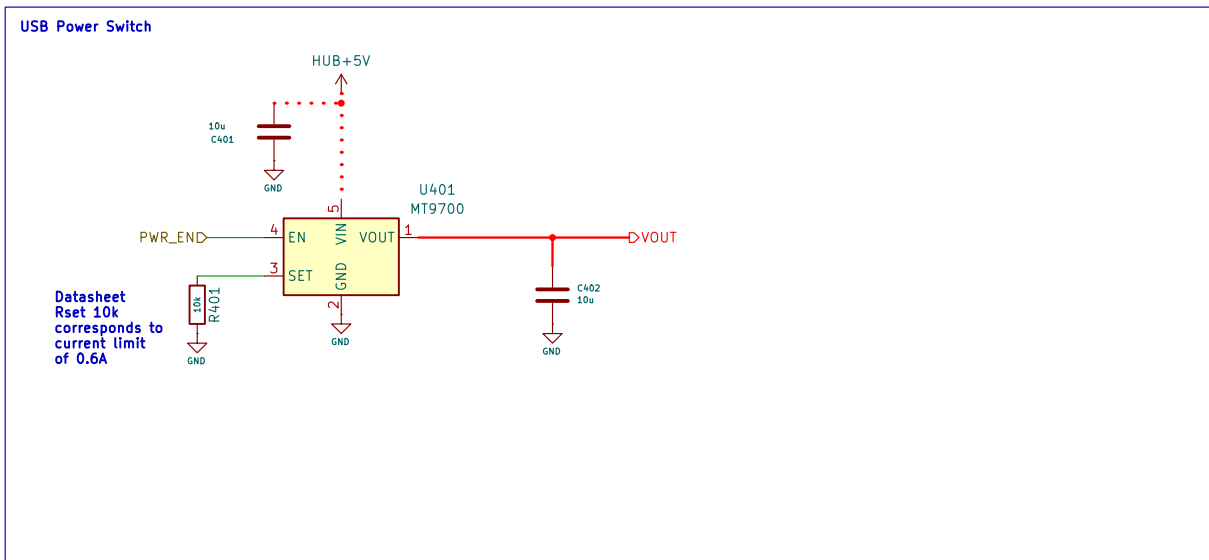 USB Power Switch
HUB+5V
10u
C401
GND
U401
MT9700
5
PWR_EN
4
EN
VIN
VOUT
1
VOUT
3
SET
GND
2
10k
R401
C402
10u
Datasheet
Rset 10k
corresponds to
current limit
of 0.6A
GND
GND
GND